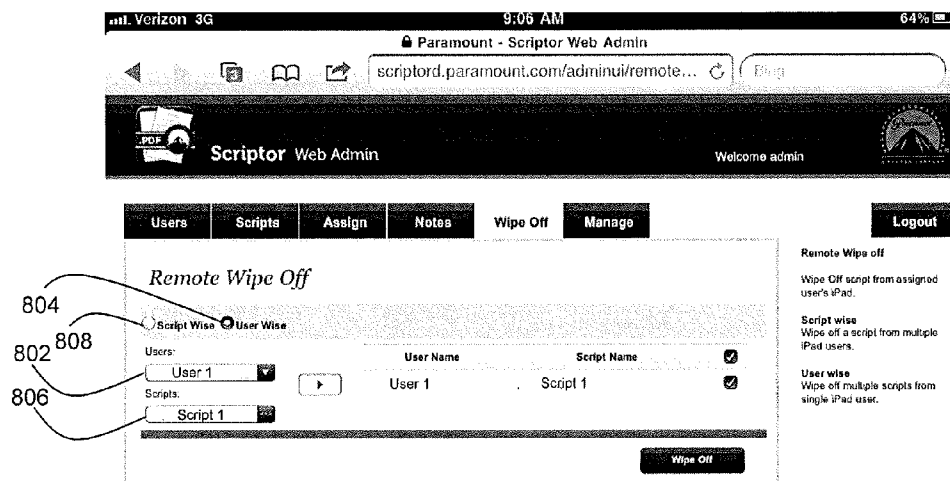 Verizon 3G 9:06 AM 64%
Paramount - Scriptor Web Admin
scriptord.paramount.com/adminui/remote...
.PDF
Scriptor Web Admin
Welcome admin
Users Scripts Assign Notes Wipe Off Manage Logout
Remote Wipe Off
Script Wise User Wise
Users:
User 1
Scripts:
Script 1
User Name Script Name
User 1 Script 1
Wipe Off
Remote Wipe off
Wipe Off script from assigned
user's iPad.
Script wise
Wipe off a script from multiple
iPad users.
User wise
Wipe off multiple scripts from
single iPad user.
804
808
802
806